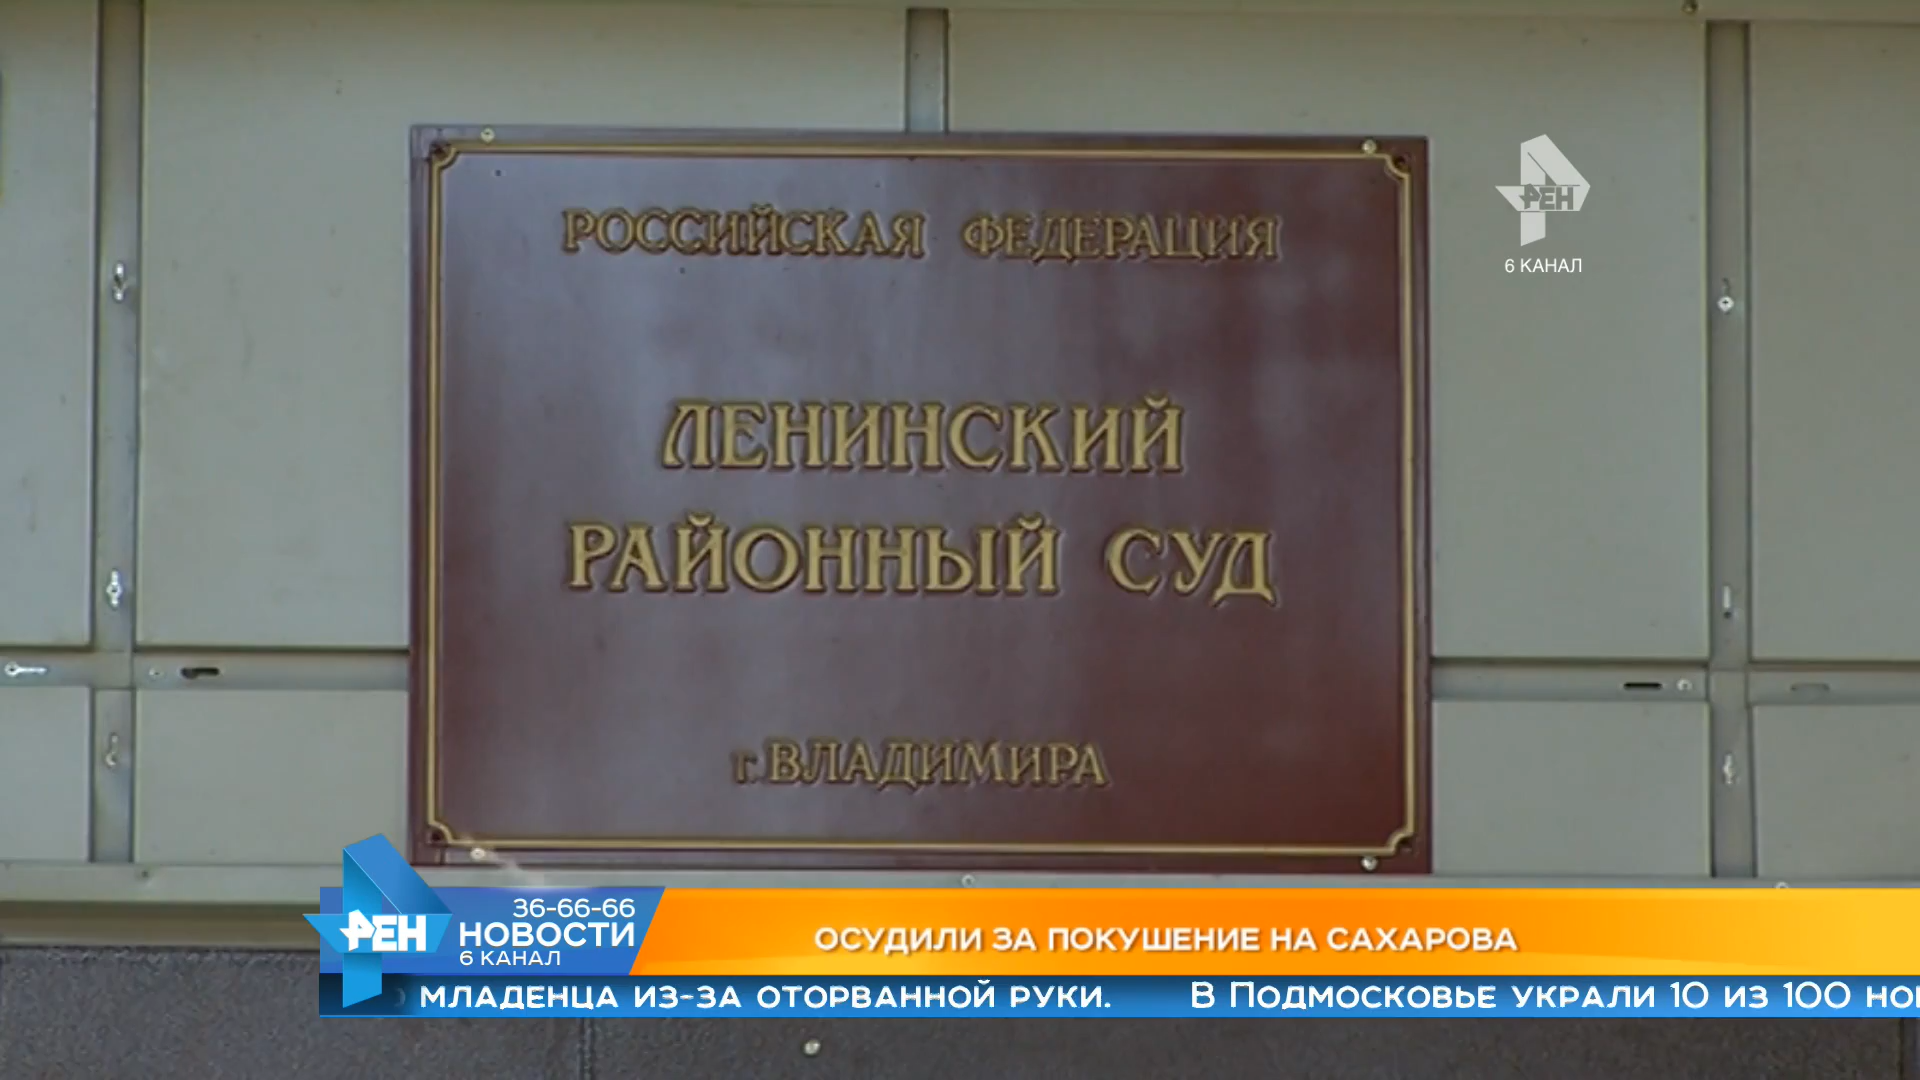 РОССИЙСКАЯ ФЕДЕРАЦИЯ
РЕН
6 КАНАЛ
ЛЕНИНСКИЙ
РАЙОННЫЙ СУД
г. ВЛАДИМИРА
36-66-66
РЕН
НОВОСТИ
6 КАНАЛ
ОСУДИЛИ ЗА ПОКУШЕНИЕ НА САХАРОВА
МЛАДЕНЦА ИЗ-ЗА ОТОРВАННОЙ РУКИ. В ПОДМОСКОВЬЕ УКРАЛИ 10 ИЗ 100